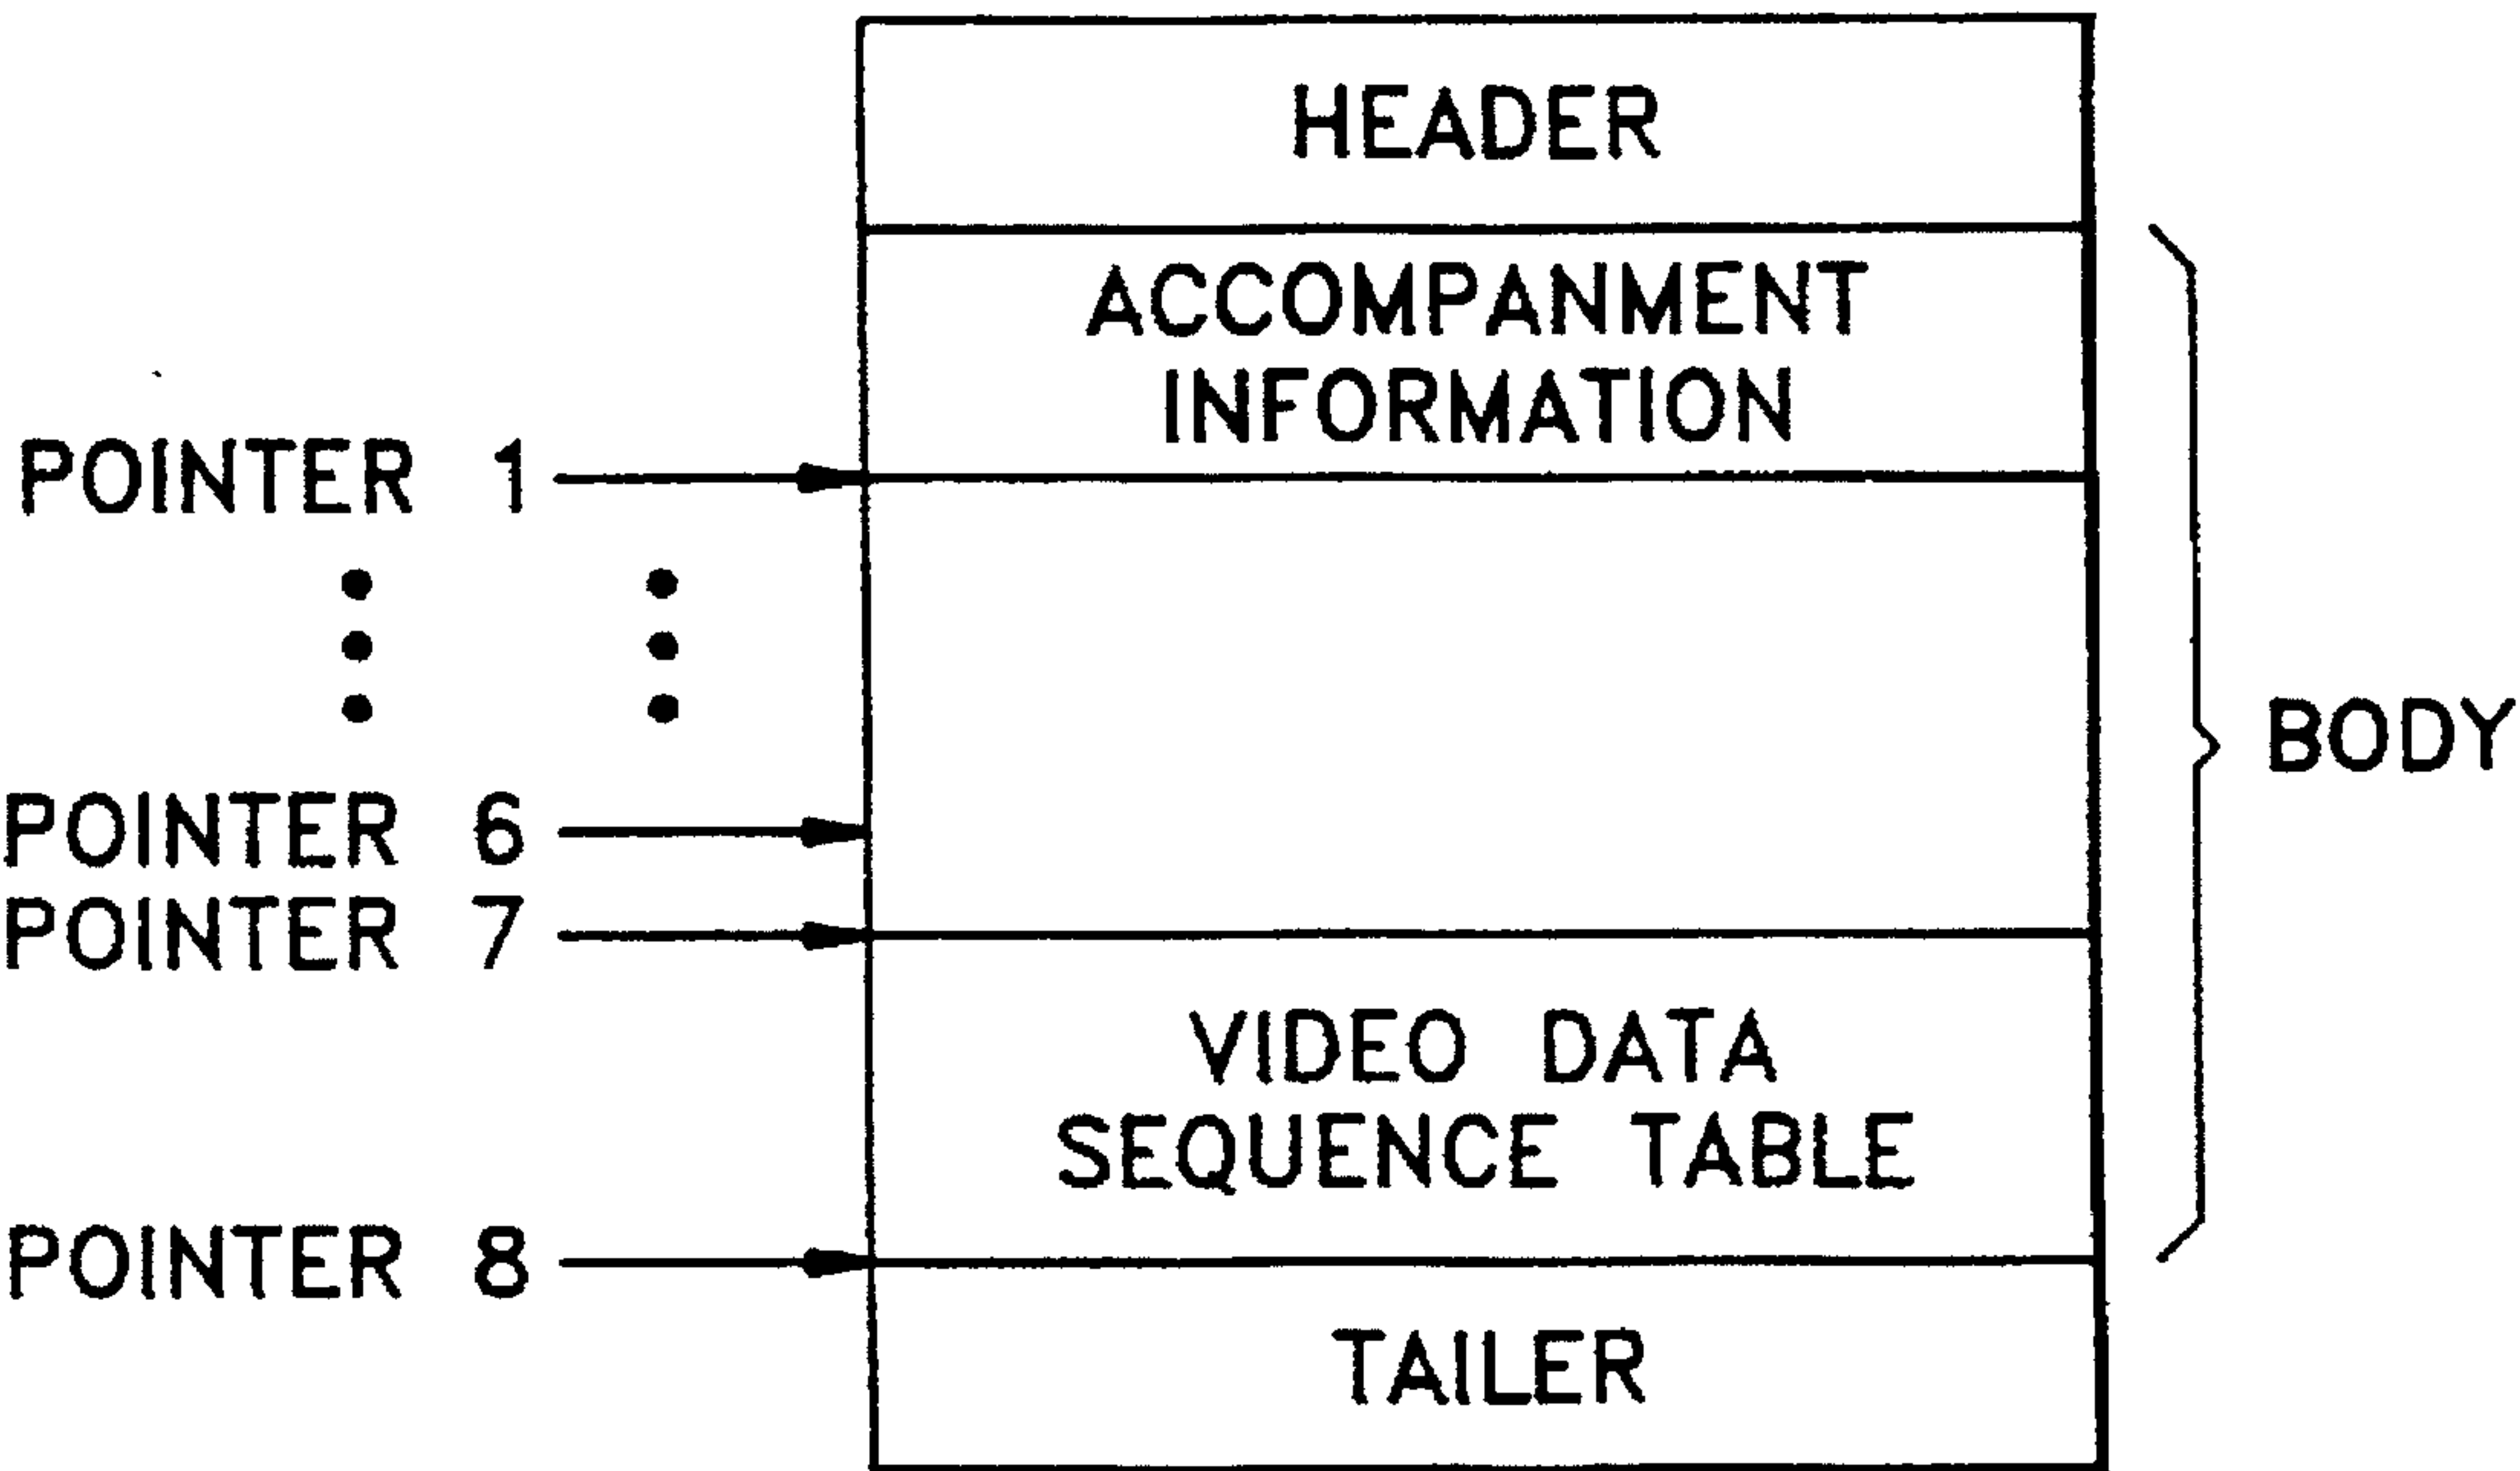 HEADER
ACCOMPANMENT
INFORMATION
POINTER 1
POINTER 6
POINTER 7
BODY
VIDEO DATA
SEQUENCE TABLE
POINTER 8
TAILER